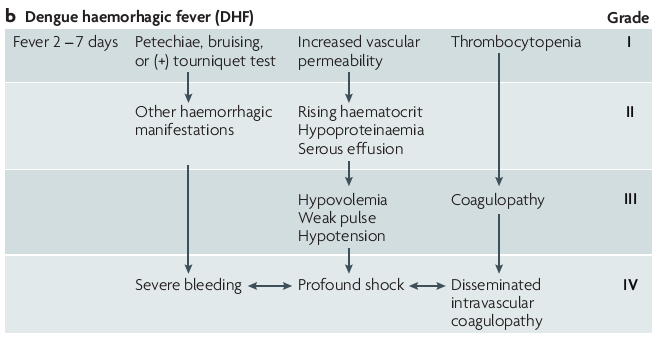 b Dengue haemorhagic fever (DHF)
Grade
Fever 2–7 days
Petechiae, bruising,
or (+) tourniquet test
Increased vascular
permeability
Thrombocytopenia
I
Other haemorrhagic
manifestations
Rising haematocrit
Hypoproteinaemia
Serous effusion
II
Hypovolemia
Weak pulse
Hypotension
Coagulopathy
III
Severe bleeding
Profound shock
Disseminated
intravascular
coagulopathy
IV